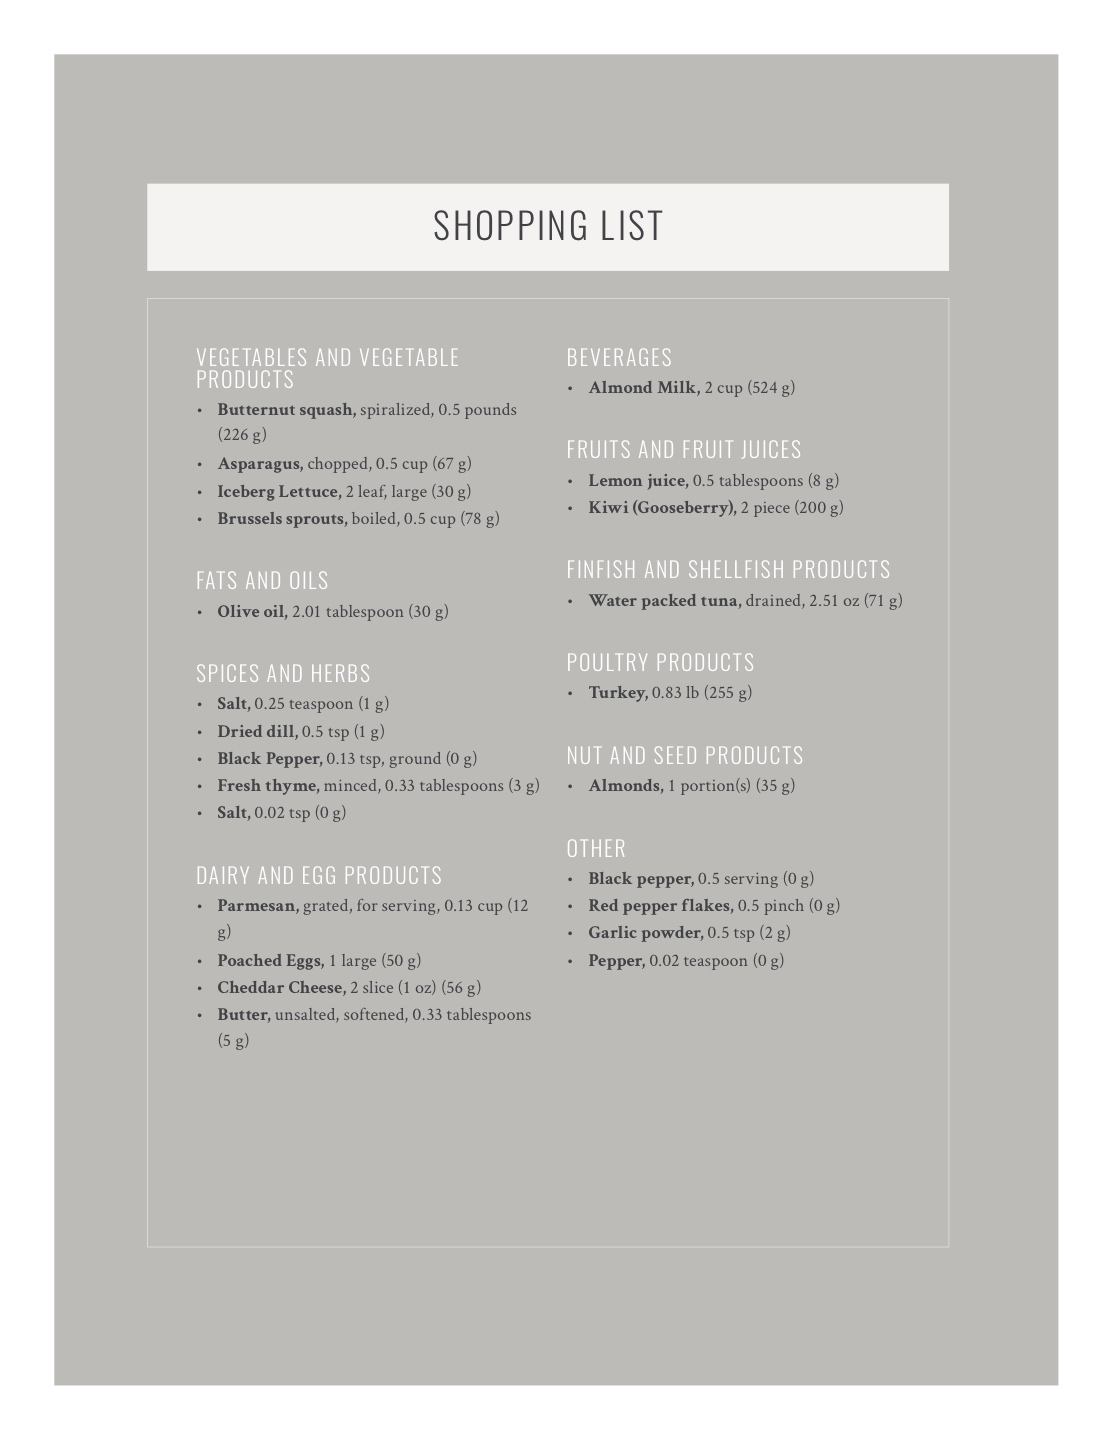 SHOPPING LIST
VEGETABLES AND VEGETABLE
PRODUCTS
• Butternut squash, spiralized, 0.5 pounds
(226 g)
• Asparagus, chopped, 0.5 cup (67 g)
• Iceberg Lettuce, 2 leaf, large (30 g)
• Brussels sprouts, boiled, 0.5 cup (78 g)
FATS AND OILS
• Olive oil, 2.01 tablespoon (30 g)
SPICES AND HERBS
• Salt, 0.25 teaspoon (1 g)
• Dried dill, 0.5 tsp (1 g)
• Black Pepper, 0.13 tsp, ground (0 g)
• Fresh thyme, minced, 0.33 tablespoons (3 g)
• Salt, 0.02 tsp (0 g)
DAIRY AND EGG PRODUCTS
• Parmesan, grated, for serving, 0.13 cup (12
g)
• Poached Eggs, 1 large (50 g)
• Cheddar Cheese, 2 slice (1 oz) (56 g)
• Butter, unsalted, softened, 0.33 tablespoons
(5 g)
BEVERAGES
• Almond Milk, 2 cup (524 g)
FRUITS AND FRUIT JUICES
• Lemon juice, 0.5 tablespoons (8 g)
• Kiwi (Gooseberry), 2 piece (200 g)
FINFISH AND SHELLFISH PRODUCTS
• Water packed tuna, drained, 2.51 oz (71 g)
POULTRY PRODUCTS
• Turkey, 0.83 lb (255 g)
NUT AND SEED PRODUCTS
• Almonds, 1 portion(s) (35 g)
OTHER
• Black pepper, 0.5 serving (0 g)
• Red pepper flakes, 0.5 pinch (0 g)
• Garlic powder, 0.5 tsp (2 g)
• Pepper, 0.02 teaspoon (0 g)